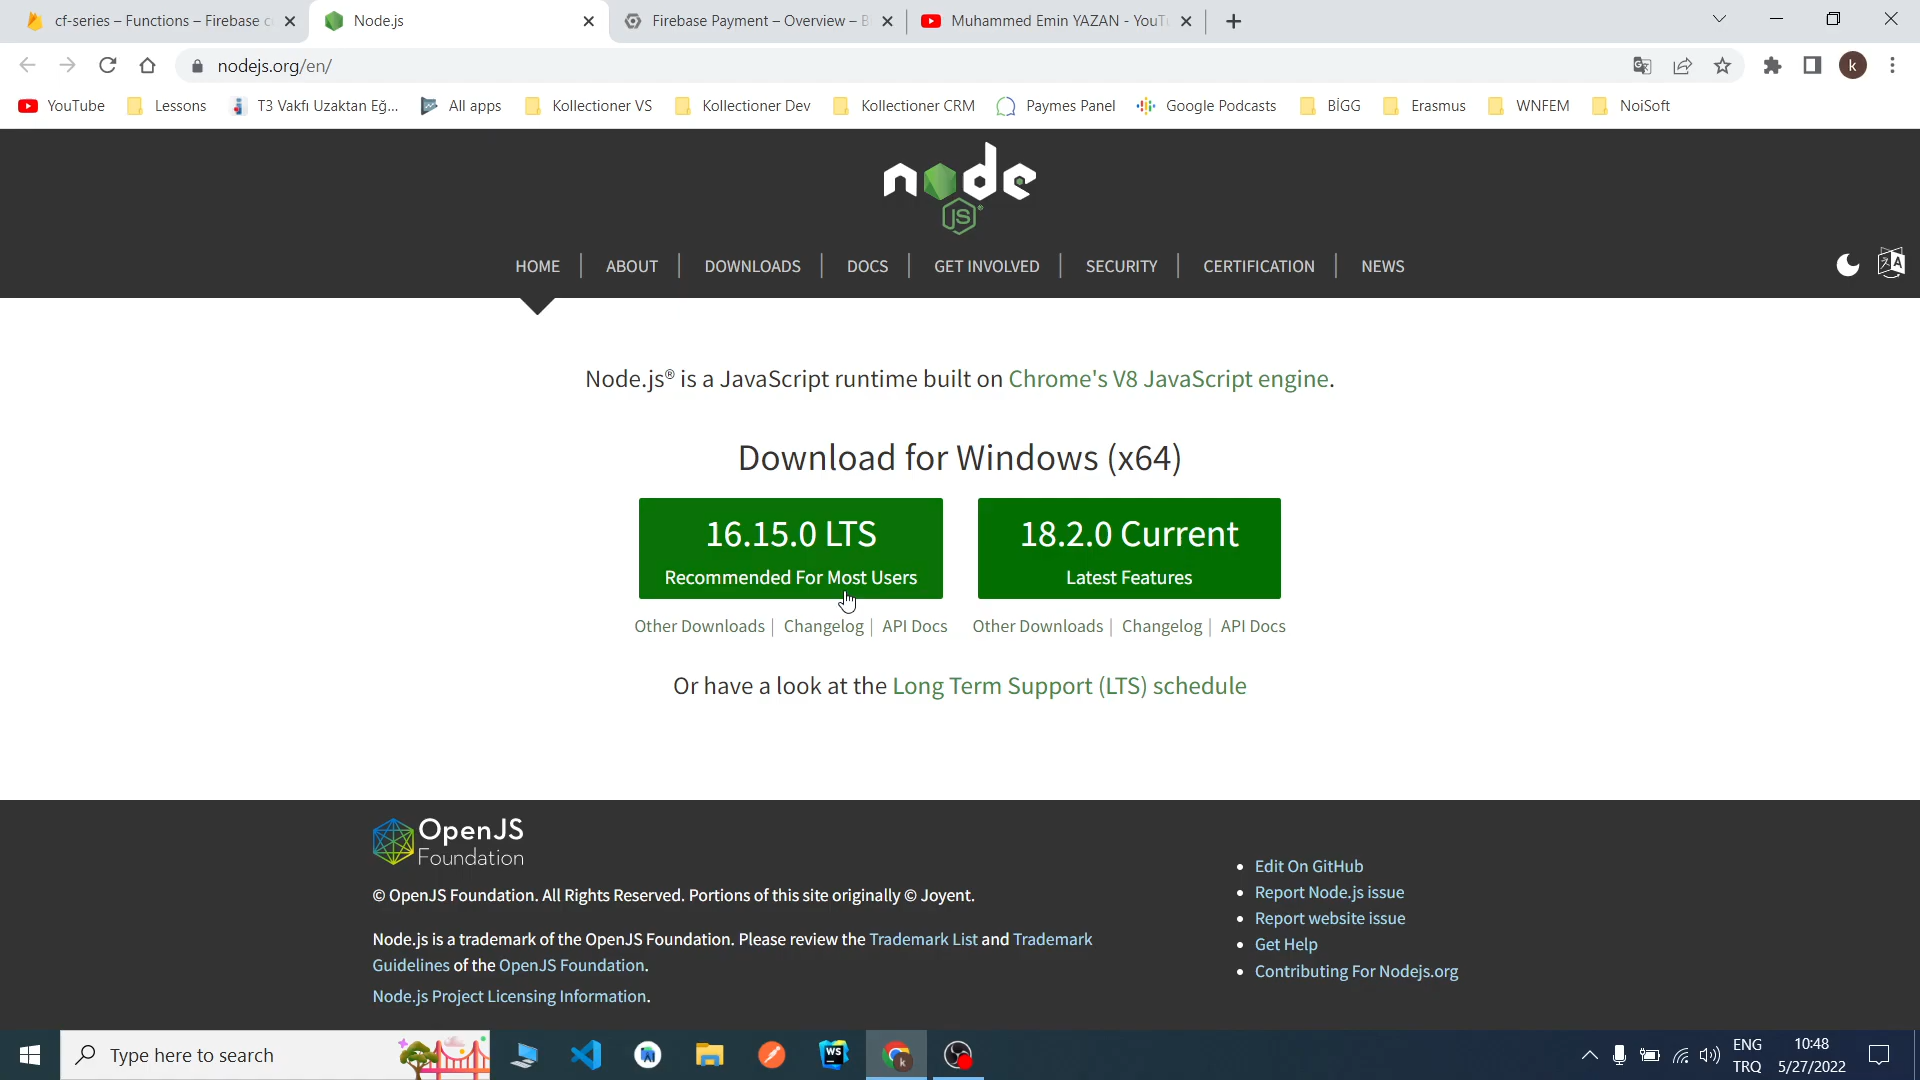 cf-series – Functions – Firebase c
Node.js
Firebase Payment – Overview – B
Muhammed Emin YAZAN - YouTu
nodejs.org/en/
k
YouTube
Lessons
T3 Vakfı Uzaktan Eğ...
All apps
Kollectioner VS
Kollectioner Dev
Kollectioner CRM
Paymes Panel
Google Podcasts
BİGG
Erasmus
WNFEM
NoiSoft
node
JS
HOME
ABOUT
DOWNLOADS
DOCS
GET INVOLVED
SECURITY
CERTIFICATION
NEWS
Node.js® is a JavaScript runtime built on Chrome's V8 JavaScript engine.
Download for Windows (x64)
16.15.0 LTS
Recommended For Most Users
18.2.0 Current
Latest Features
Other Downloads | Changelog | API Docs
Other Downloads | Changelog | API Docs
Or have a look at the Long Term Support (LTS) schedule
OpenJS
Foundation
© OpenJS Foundation. All Rights Reserved. Portions of this site originally © Joyent.
Node.js is a trademark of the OpenJS Foundation. Please review the Trademark List and Trademark
Guidelines of the OpenJS Foundation.
Node.js Project Licensing Information.
Edit On GitHub
Report Node.js issue
Report website issue
Get Help
Contributing For Nodejs.org
Type here to search
WS
k
ENG
TRQ
10:48
5/27/2022